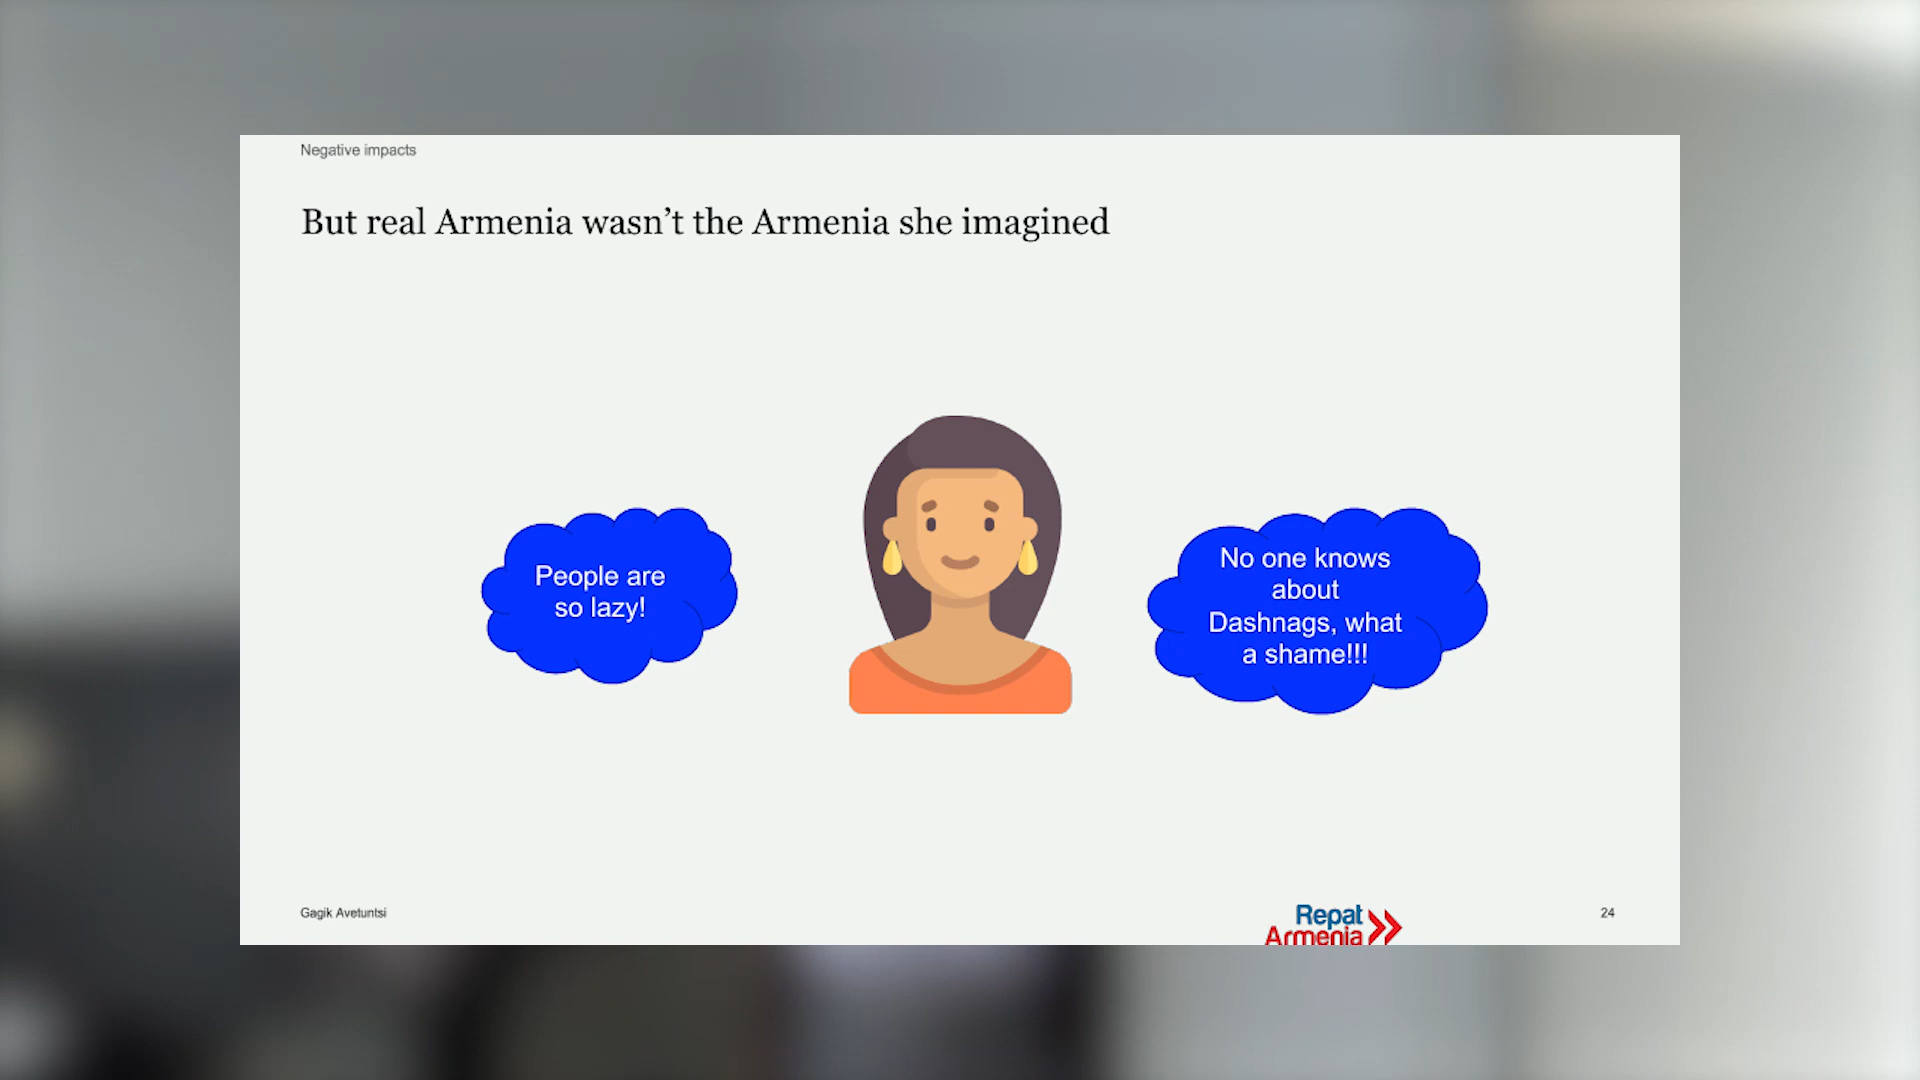 Negative impacts
But real Armenia wasn’t the Armenia she imagined
People are
so lazy!
No one knows
about
Dashnags, what
a shame!!!
Gagik Avetuntsi
Repat
Armenia
24